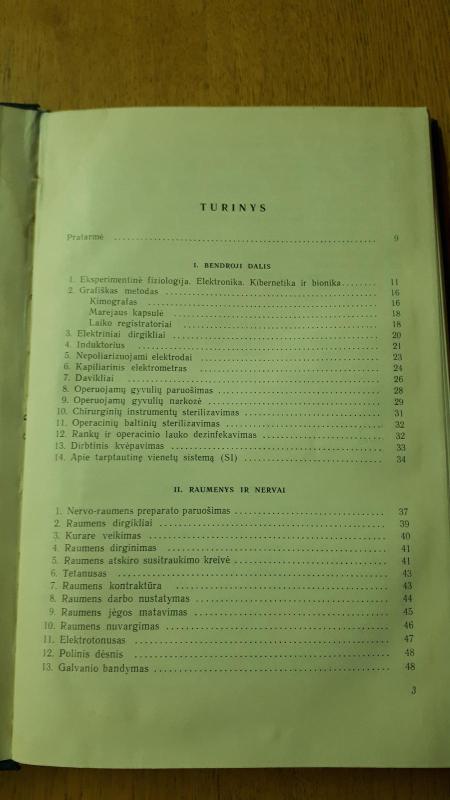 TURINYS
Pratarmė 9
I. BENDROJI DALIS
1. Eksperimentinė fiziologija. Elektronika. Kibernetika ir bionika 11
2. Grafiškas metodas 16
Kimografas 16
Marejaus kapsulė 18
Laiko registratoriai 18
3. Elektriniai dirgikliai 20
4. Induktorius 21
5. Nepoliarizuojami elektrodai 23
6. Kapiliarinis elektrometras 24
7. Davikliai 26
8. Operuojamų gyvulių paruošimas 28
9. Operuojamų gyvulių narkozė 29
10. Chirurginių instrumentų sterilizavimas 31
11. Operacinių baltinių sterilizavimas 32
12. Rankų ir operacinio lauko dezinfekavimas 32
13. Dirbtinis kvėpavimas 33
14. Apie tarptautinę vienetų sistemą (SI) 34
II. RAUMENYS IR NERVAI
1. Nervo-raumens preparato paruošimas 37
2. Raumens dirgikliai 39
3. Kurare veikimas 40
4. Raumens dirginimas 41
5. Raumens atskiro susitraukimo kreivė 41
6. Tetanusas 43
7. Raumens kontraktūra 43
8. Raumens darbo nustatymas 44
9. Raumens jėgos matavimas 45
10. Raumens nuvargimas 46
11. Elektrotonusas 47
12. Polinis dėsnis 48
13. Galvanio bandymas 48
3